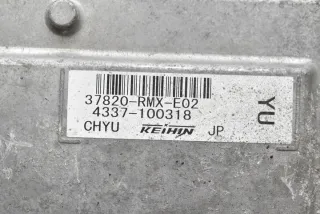 37820-RMX-E02
4337-100318
CHYU KEIHIN JP
YU